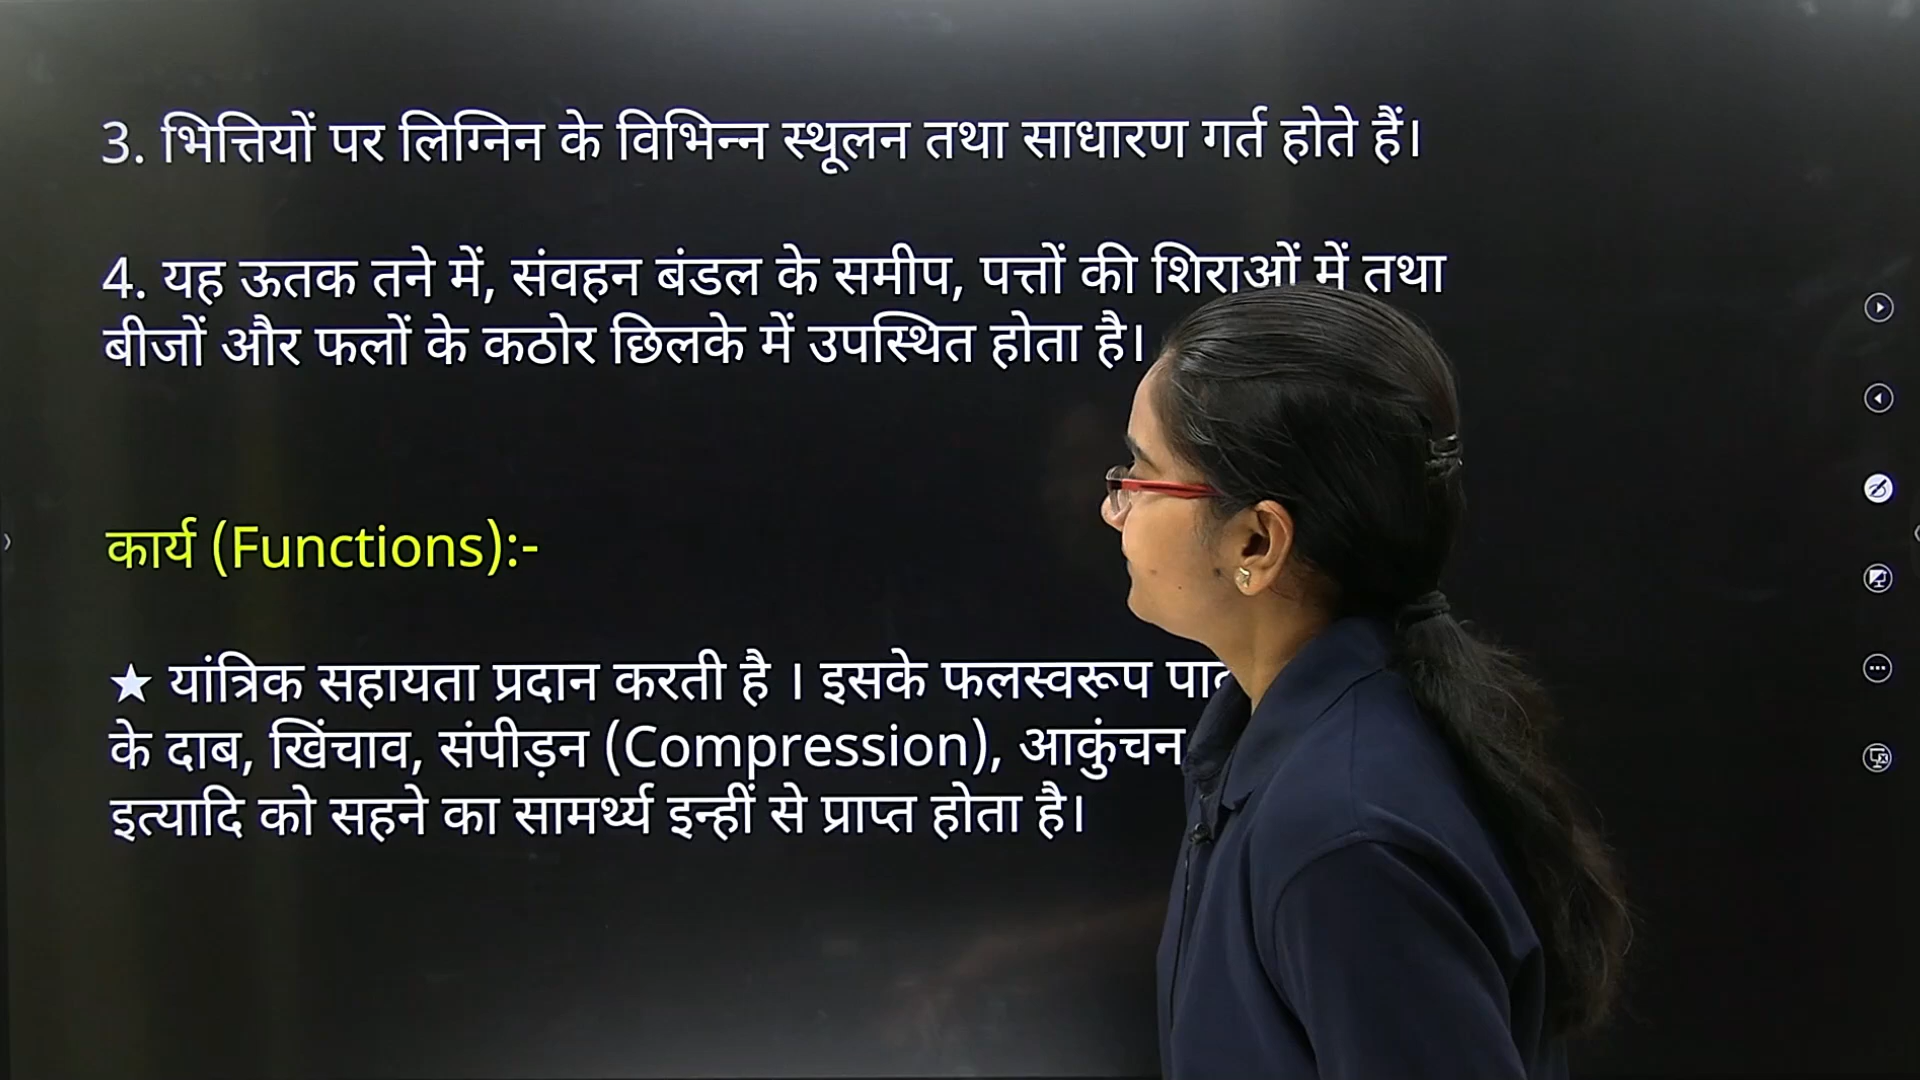 3. भित्तियों पर लिग्निन के विभिन्न स्थूलन तथा साधारण गर्त होते हैं।
4. यह ऊतक तने में, संवहन बंडल के समीप, पत्तों की शिराओं में तथा
बीजों और फलों के कठोर छिलके में उपस्थित होता है।
कार्य (Functions):-
★ यांत्रिक सहायता प्रदान करती है । इसके फलस्वरूप
के दाब, खिंचाव, संपीड़न (Compression), आकुंचन
इत्यादि को सहने का सामर्थ्य इन्हीं से प्राप्त होता है।